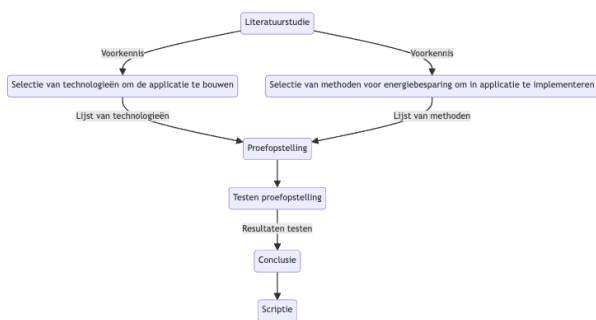 Literatuurstudie
Voorkennis
Voorkennis
Selectie van technologieën om de applicatie te bouwen
Selectie van methoden voor energiebesparing om in applicatie te implementeren
Lijst van technologieën
Lijst van methoden
Proefopstelling
Testen proefopstelling
Resultaten testen
Conclusie
Scriptie